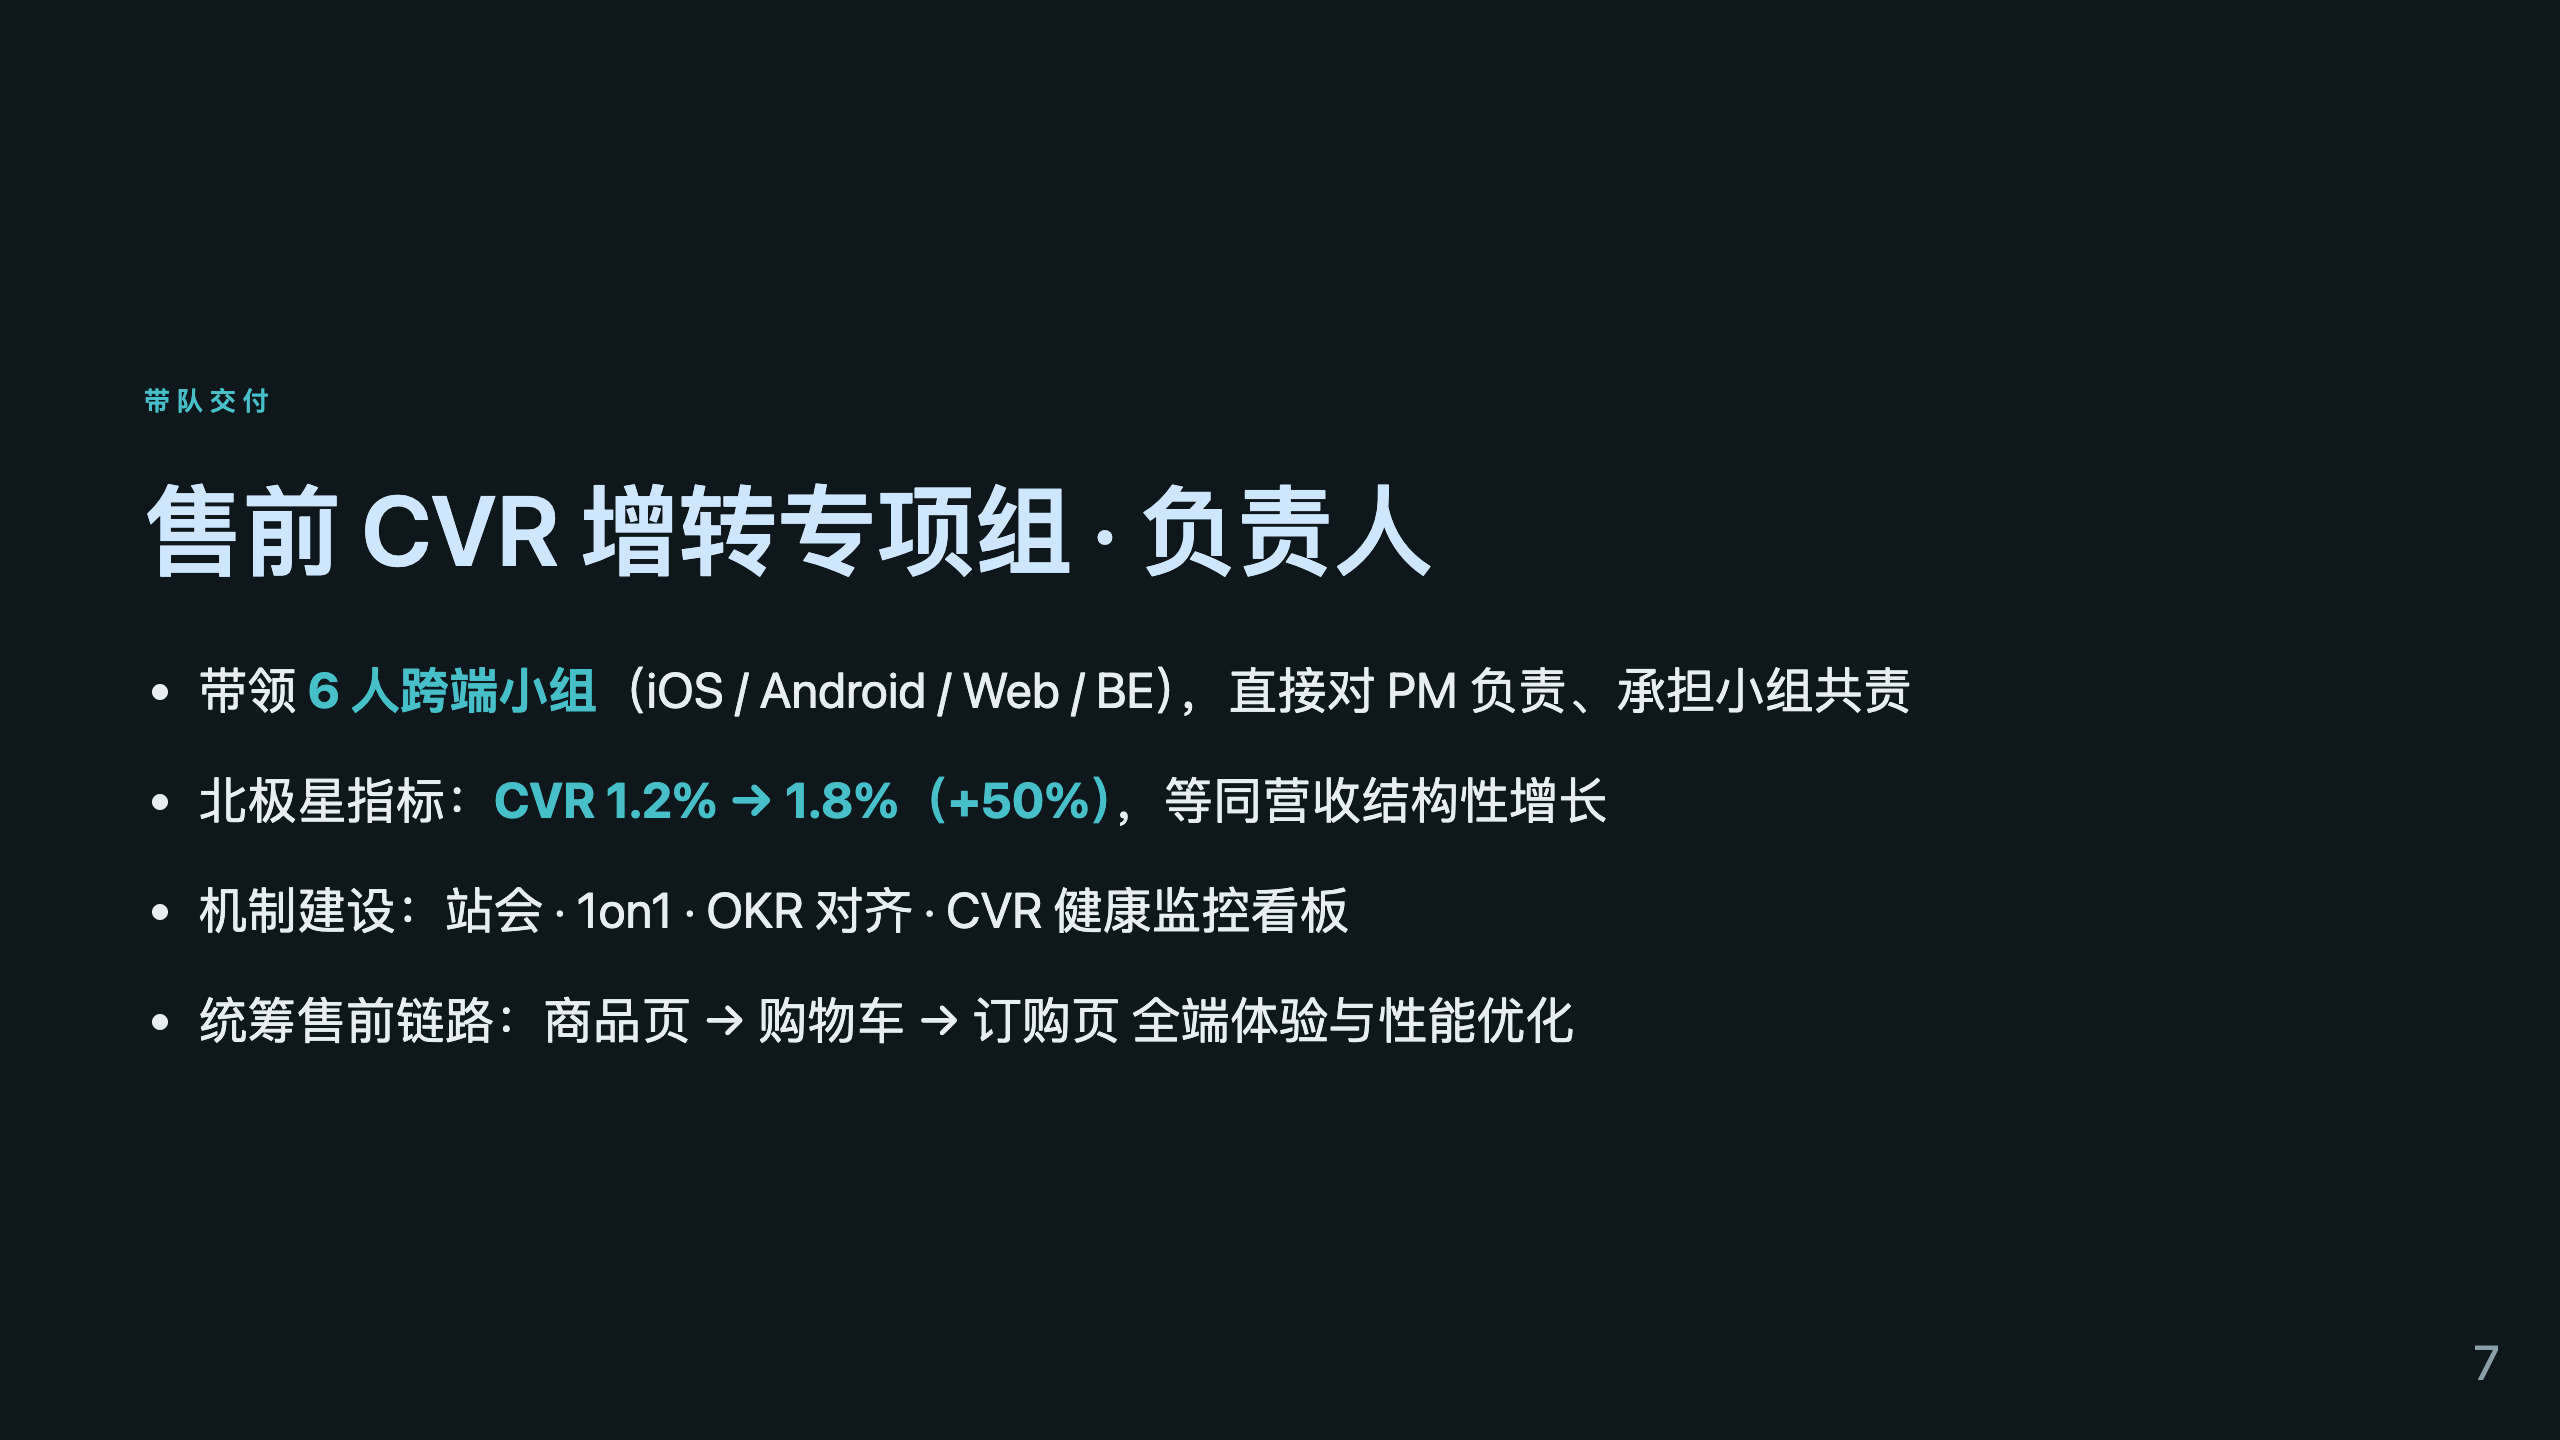 带队交付
售前 CVR 增转专项组 · 负责人
• 带领 6 人跨端小组（iOS / Android / Web / BE），直接对 PM 负责、承担小组共责
• 北极星指标：CVR 1.2% → 1.8%（+50%），等同营收结构性增长
• 机制建设：站会 · 1on1 · OKR 对齐 · CVR 健康监控看板
• 统筹售前链路：商品页 → 购物车 → 订购页 全端体验与性能优化
7